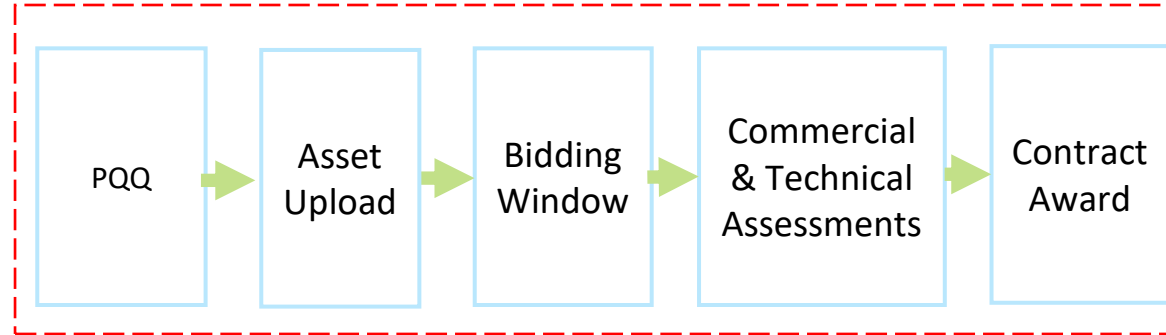 PQQ
Asset
Upload
Bidding
Window
Commercial
& Technical
Assessments
Contract
Award